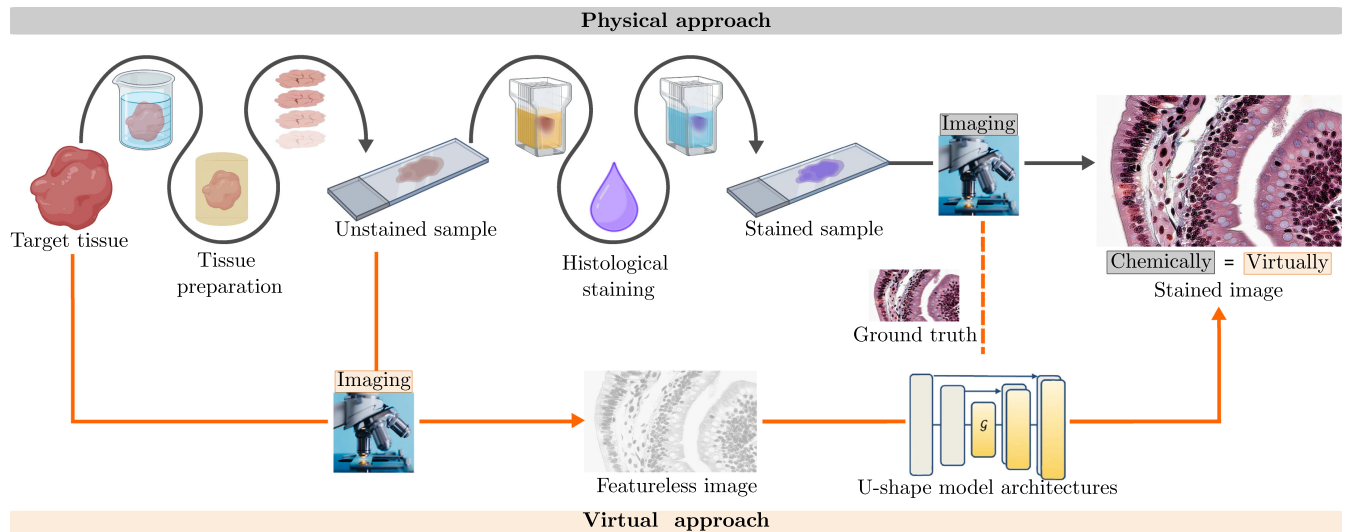 Physical approach
Imaging
Target tissue
Unstained sample
Stained sample
Tissue
preparation
Histological
staining
Chemically = Virtually
Stained image
Ground truth
Imaging
G
Featureless image
U-shape model architectures
Virtual approach